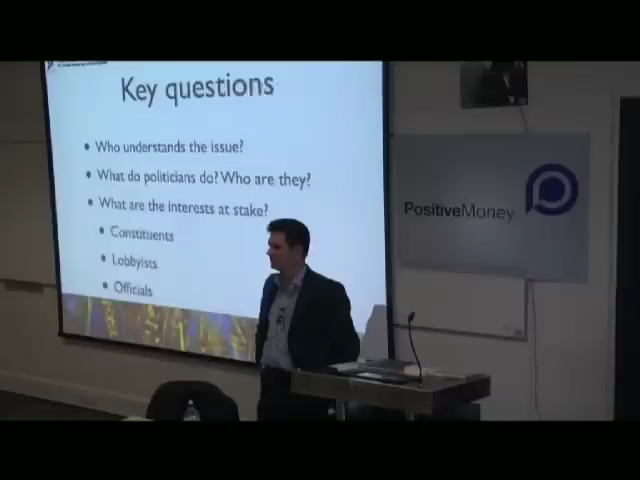 Key questions
• Who understands the issue?
• What do politicians do? Who are they?
• What are the interests at stake?
• Constituents
• Lobbyists
• Officials
PositiveMoney